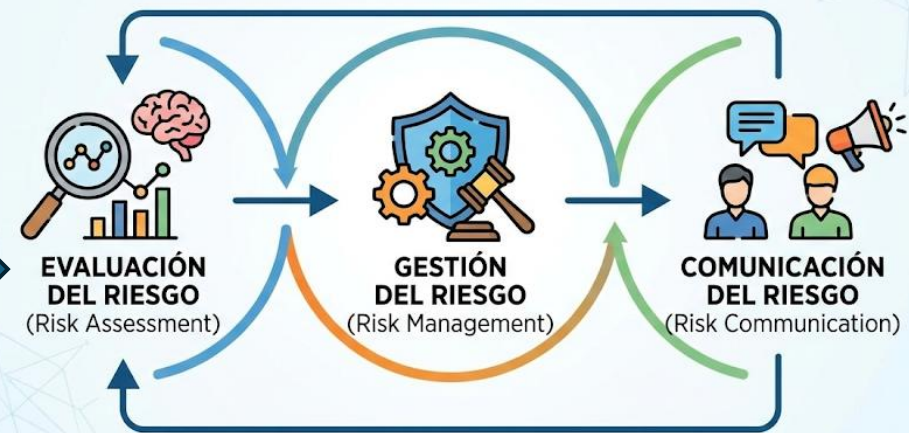 EVALUACIÓN
DEL RIESGO
(Risk Assessment)
GESTIÓN
DEL RIESGO
(Risk Management)
COMUNICACIÓN
DEL RIESGO
(Risk Communication)